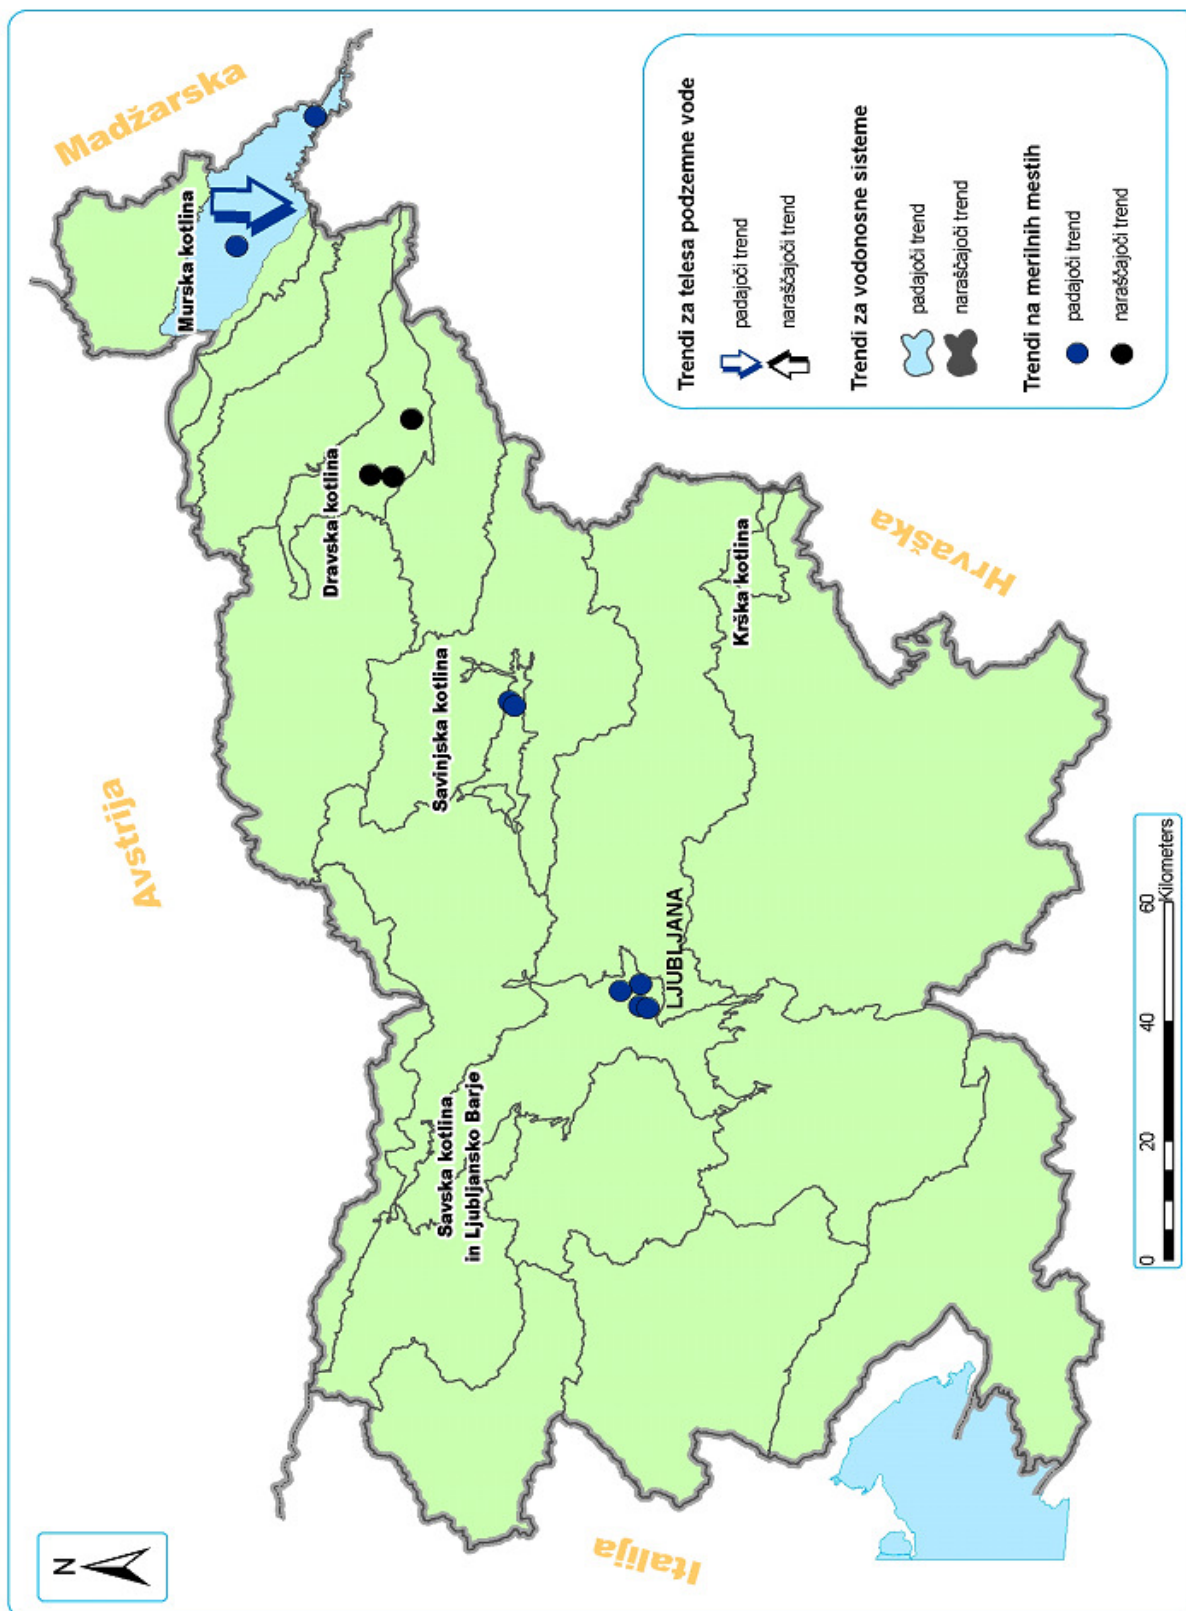 N
Avstrija
Madžarska
Hrvaška
Italija
Murska kotlina
Dravska kotlina
Savinjska kotlina
Krška kotlina
Savska kotlina
in Ljubljansko Barje
LJUBLJANA
Trendi za telesa podzemne vode
padajoči trend
naraščajoči trend
Trendi za vodonosne sisteme
padajoči trend
naraščajoči trend
Trendi na merilnih mestih
padajoči trend
naraščajoči trend
0 20 40 60
Kilometers